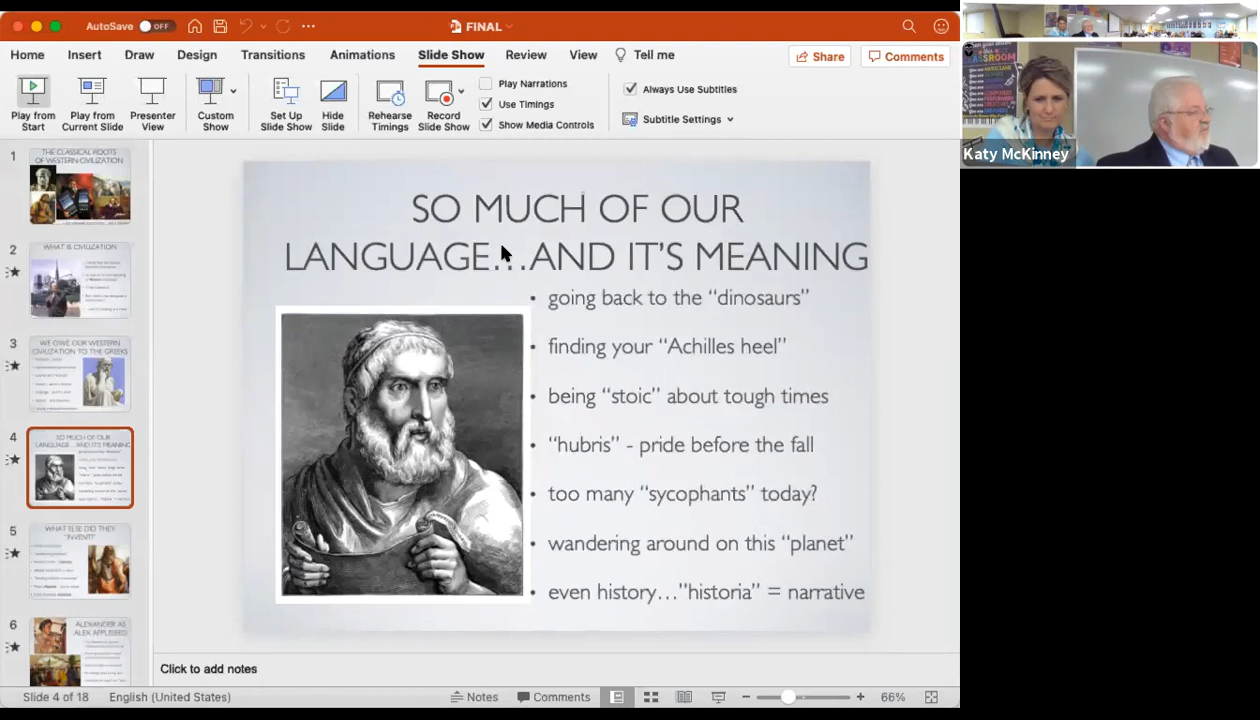 AutoSave OFF
FINAL
Home Insert Draw Design Transitions Animations Slide Show Review View Tell me
Share Comments
Play from Start
Play from Current Slide
Presenter View
Custom Show
Set Up Slide Show
Hide Slide
Rehearse Timings
Record Slide Show
Play Narrations
Use Timings
Show Media Controls
Always Use Subtitles
Subtitle Settings
Katy McKinney
1
THE CLASSICAL ROOTS
OF WESTERN CIVILIZATION
2
WHAT IS CIVILIZATION
3
WE OWE OUR WESTERN
CIVILIZATION TO THE GREEKS
4
SO MUCH OF OUR
LANGUAGE...AND IT'S MEANING
5
WHAT ELSE DID THEY
"INVENT?
6
ALEXANDER AS
ALEX APPLESEED
SO MUCH OF OUR
LANGUAGE...AND IT'S MEANING
• going back to the “dinosaurs”
• finding your “Achilles heel”
• being “stoic” about tough times
• “hubris” - pride before the fall
• too many “sycophants” today?
• wandering around on this “planet”
• even history…”historia” = narrative
Click to add notes
Slide 4 of 18 English (United States) Notes Comments 66%